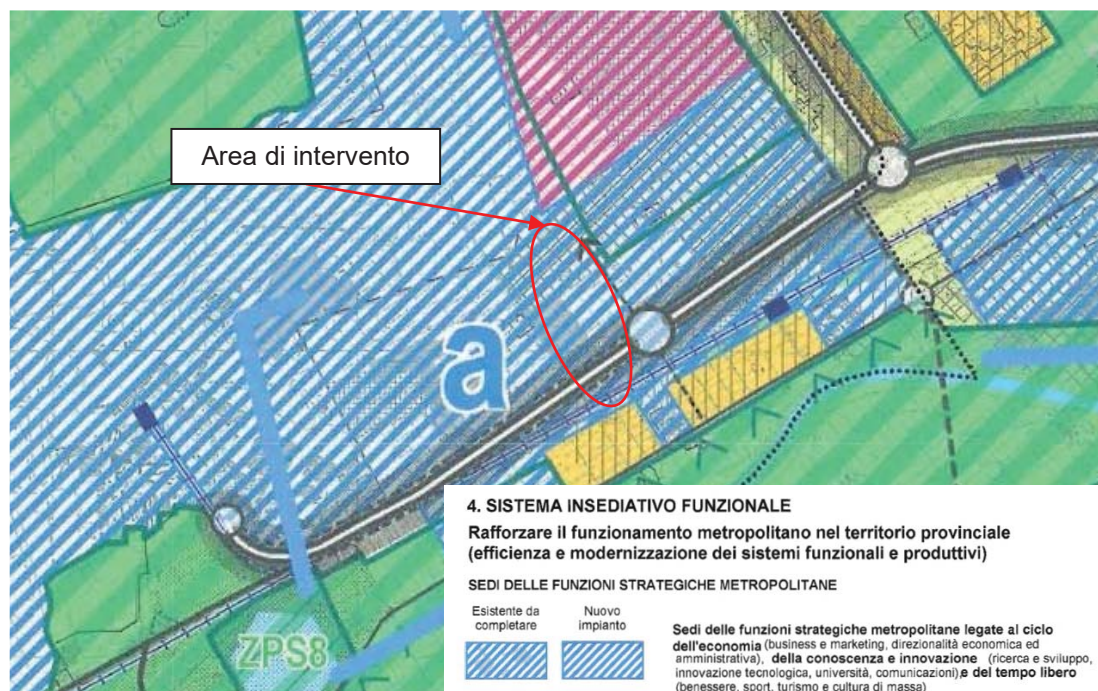 Area di intervento
a
ZPS8
4. SISTEMA INSEDIATIVO FUNZIONALE
Rafforzare il funzionamento metropolitano nel territorio provinciale
(efficienza e modernizzazione dei sistemi funzionali e produttivi)
SEDI DELLE FUNZIONI STRATEGICHE METROPOLITANE
Esistente da
completare
Nuovo
impianto
Sedi delle funzioni strategiche metropolitane legate al ciclo
dell'economia (business e marketing, direzionalità economica ed
amministrativa), della conoscenza e innovazione (ricerca e sviluppo,
innovazione tecnologica, università, comunicazioni),e del tempo libero
(benessere, sport, turismo e cultura di massa)